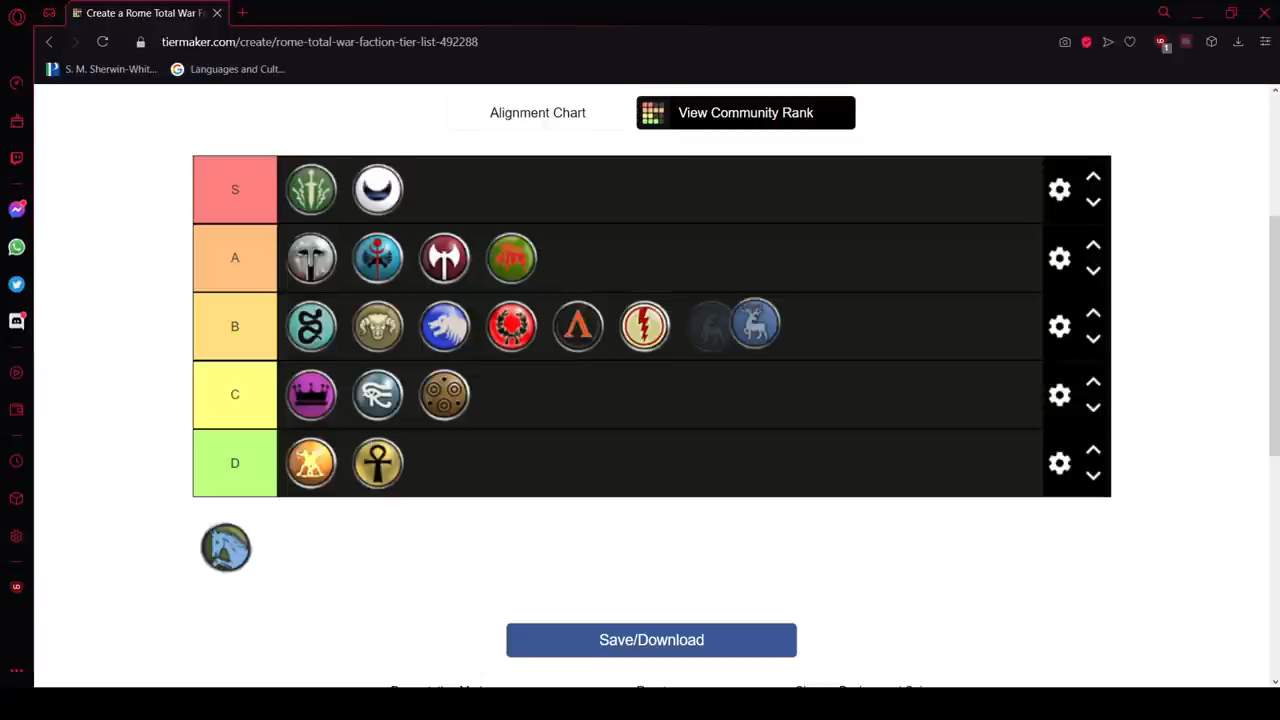 Create a Rome Total War F
tiermaker.com/create/rome-total-war-faction-tier-list-492288
S. M. Sherwin-Whit... Languages and Cult...
Alignment Chart View Community Rank
S
A
B
C
D
Save/Download